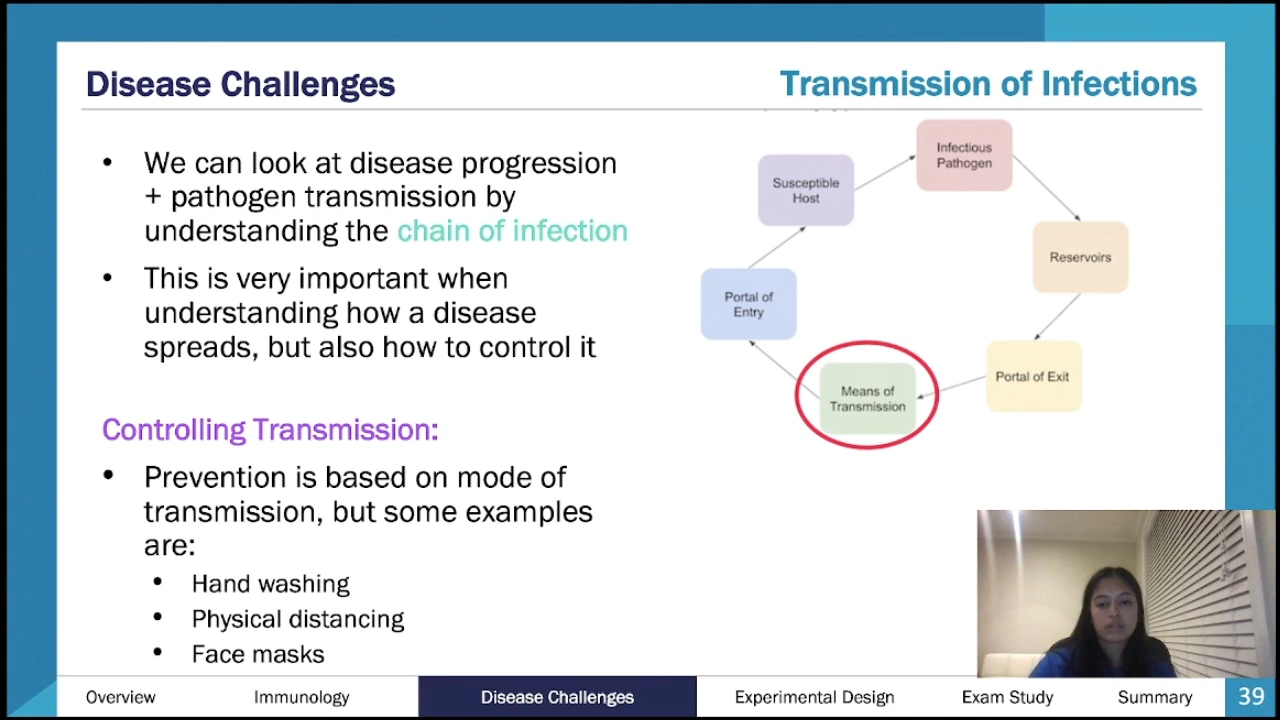 Disease Challenges
Transmission of Infections
• We can look at disease progression
+ pathogen transmission by
understanding the chain of infection
• This is very important when
understanding how a disease
spreads, but also how to control it
Controlling Transmission:
• Prevention is based on mode of
transmission, but some examples
are:
• Hand washing
• Physical distancing
• Face masks
Infectious
Pathogen
Reservoirs
Portal of Exit
Means of
Transmission
Portal of
Entry
Susceptible
Host
Overview
Immunology
Disease Challenges
Experimental Design
Exam Study
Summary
39